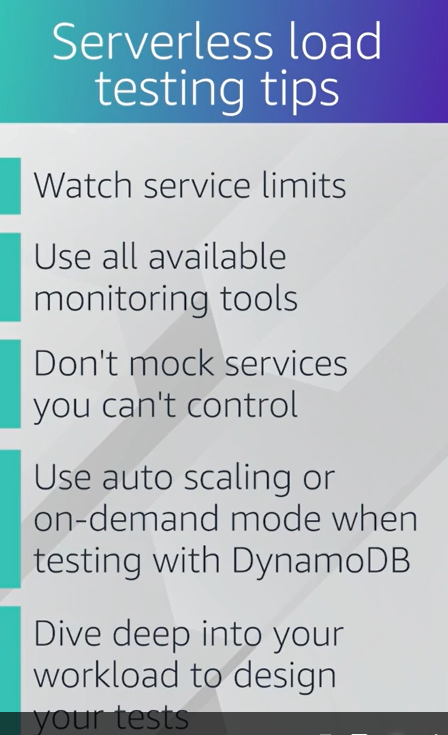 Serverless load
testing tips
Watch service limits
Use all available
monitoring tools
Don't mock services
you can't control
Use auto scaling or
on-demand mode when
testing with DynamoDB
Dive deep into your
workload to design
your tests